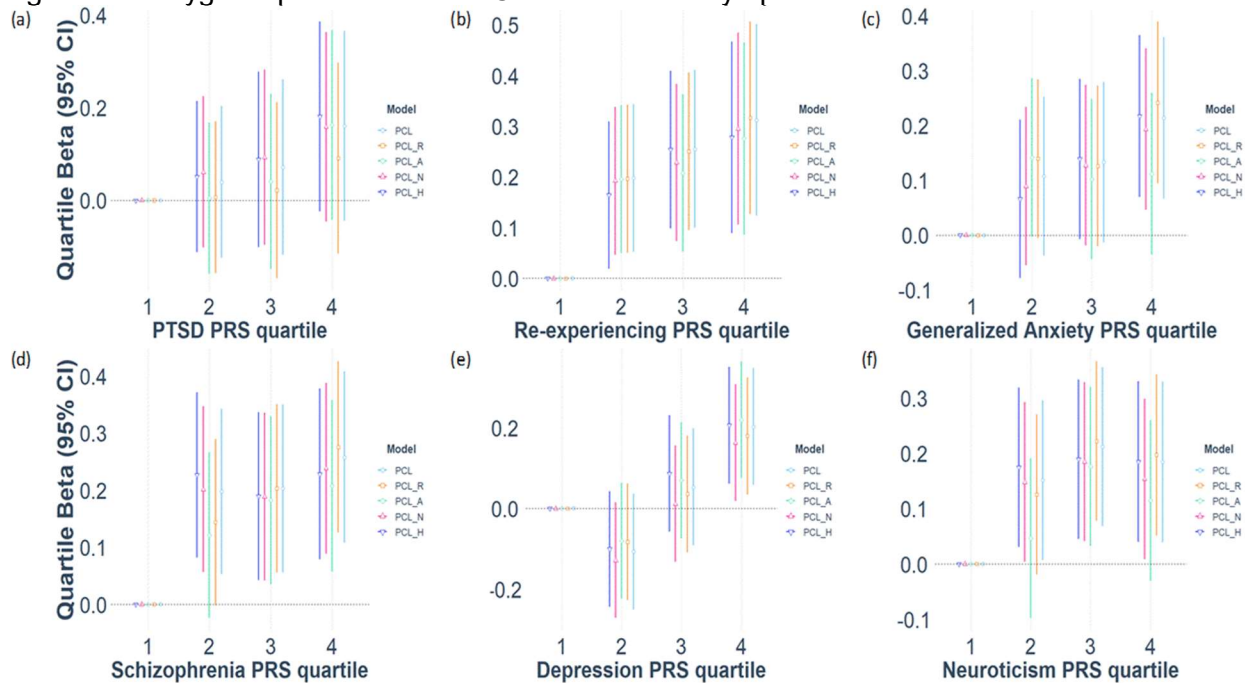 (a)
0.4
0.2
0.0
Quartile Beta (95% CI)
1 2 3 4
PTSD PRS quartile
Model
PCL
PCL_R
PCL_A
PCL_N
PCL_H
(b)
0.5
0.4
0.3
0.2
0.1
0.0
1 2 3 4
Re-experiencing PRS quartile
Model
PCL
PCL_R
PCL_A
PCL_N
PCL_H
(c)
0.4
0.3
0.2
0.1
0.0
-0.1
1 2 3 4
Generalized Anxiety PRS quartile
Model
PCL
PCL_R
PCL_A
PCL_N
PCL_H
(d)
0.4
0.3
0.2
0.1
0.0
Quartile Beta (95% CI)
1 2 3 4
Schizophrenia PRS quartile
Model
PCL
PCL_R
PCL_A
PCL_N
PCL_H
(e)
0.2
0.0
-0.2
1 2 3 4
Depression PRS quartile
Model
PCL
PCL_R
PCL_A
PCL_N
PCL_H
(f)
0.3
0.2
0.1
0.0
-0.1
1 2 3 4
Neuroticism PRS quartile
Model
PCL
PCL_R
PCL_A
PCL_N
PCL_H